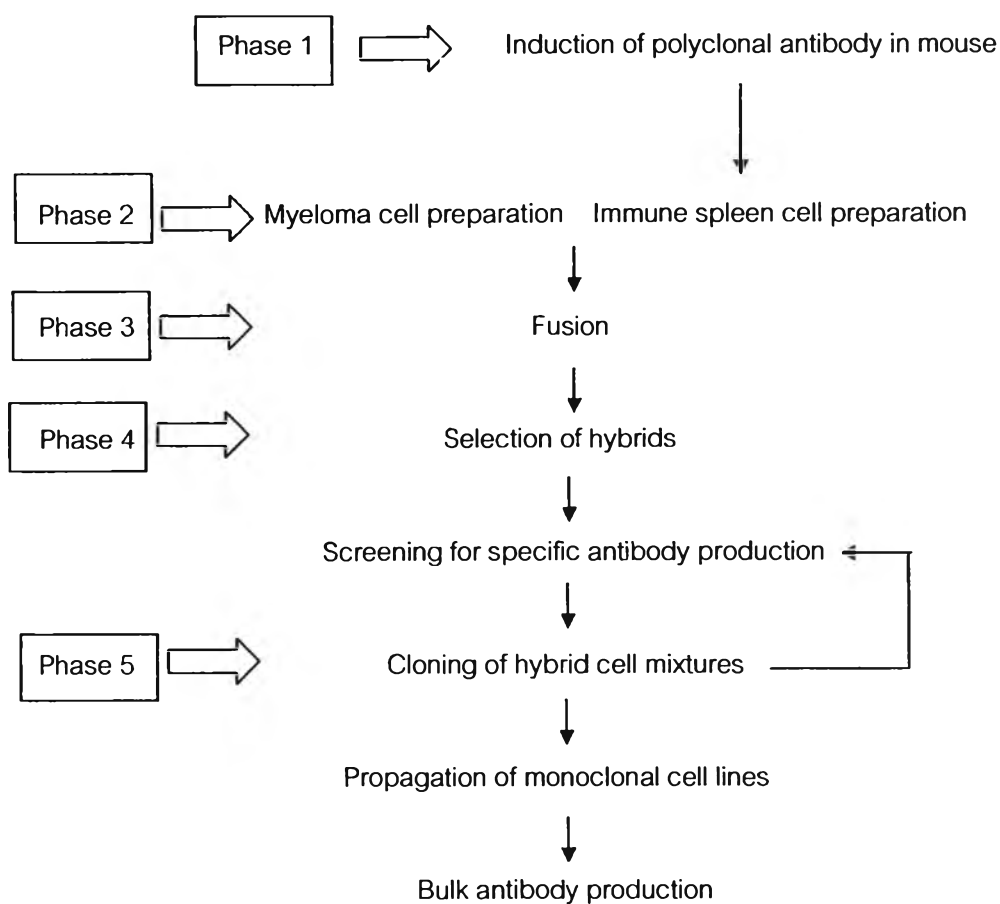 Phase 1
Induction of polyclonal antibody in mouse
Phase 2
Myeloma cell preparation
Immune spleen cell preparation
Phase 3
Fusion
Phase 4
Selection of hybrids
Screening for specific antibody production
Phase 5
Cloning of hybrid cell mixtures
Propagation of monoclonal cell lines
Bulk antibody production